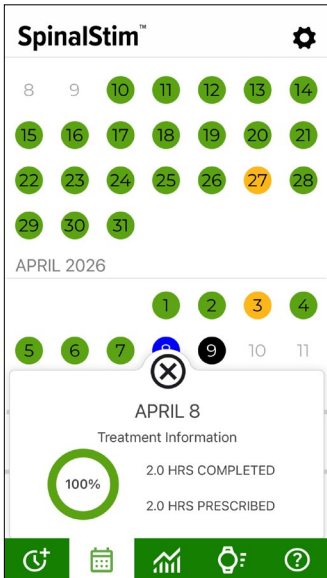 SpinalStim™
8 9 10 11 12 13 14
15 16 17 18 19 20 21
22 23 24 25 26 27 28
29 30 31
APRIL 2026
1 2 3 4
5 6 7 8 9 10 11
APRIL 8
Treatment Information
100%
2.0 HRS COMPLETED
2.0 HRS PRESCRIBED